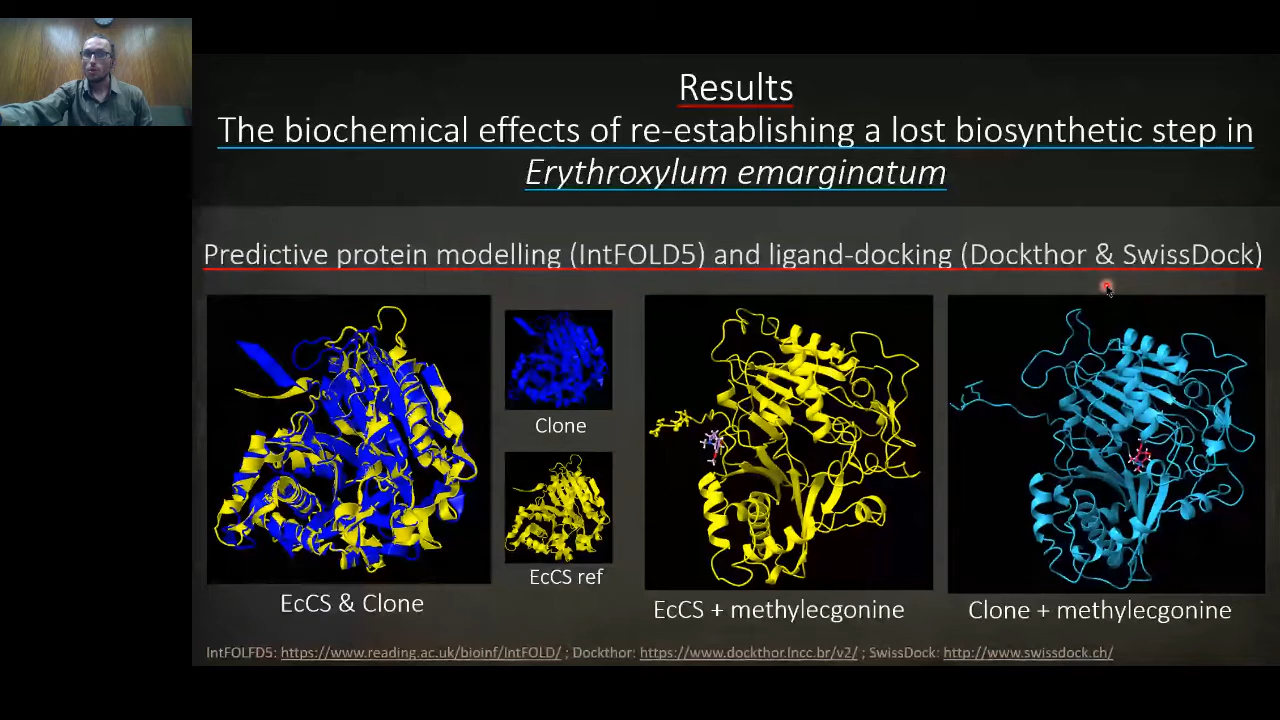 Results
The biochemical effects of re-establishing a lost biosynthetic step in
Erythroxylum emarginatum
Predictive protein modelling (IntFOLD5) and ligand-docking (Dockthor & SwissDock)
Clone
EcCS ref
EcCS & Clone
EcCS + methylecgonine
Clone + methylecgonine
IntFOLFD5: https://www.reading.ac.uk/bioinf/IntFOLD/ ; Dockthor: https://www.dockthor.lncc.br/v2/ ; SwissDock: http://www.swissdock.ch/